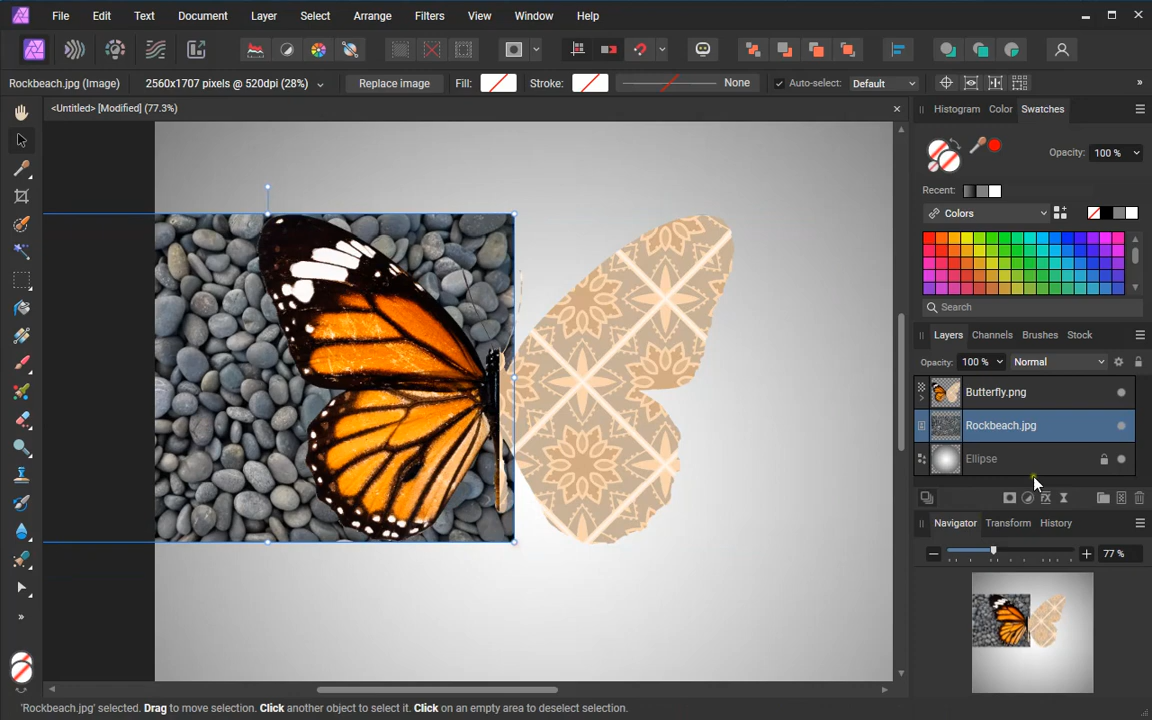 File Edit Text Document Layer Select Arrange Filters View Window Help
Rockbeach.jpg (Image) 2560x1707 pixels @ 520dpi (28%) Replace image Fill: Stroke: None Auto-select: Default »
<Untitled> [Modified] (77.3%)
Histogram Color Swatches
Opacity: 100 %
Recent:
Colors
Search
Layers Channels Brushes Stock
Opacity: 100 % Normal
Butterfly.png
Rockbeach.jpg
Ellipse
Navigator Transform History
77 %
'Rockbeach.jpg' selected. Drag to move selection. Click another object to select it. Click on an empty area to deselect selection.